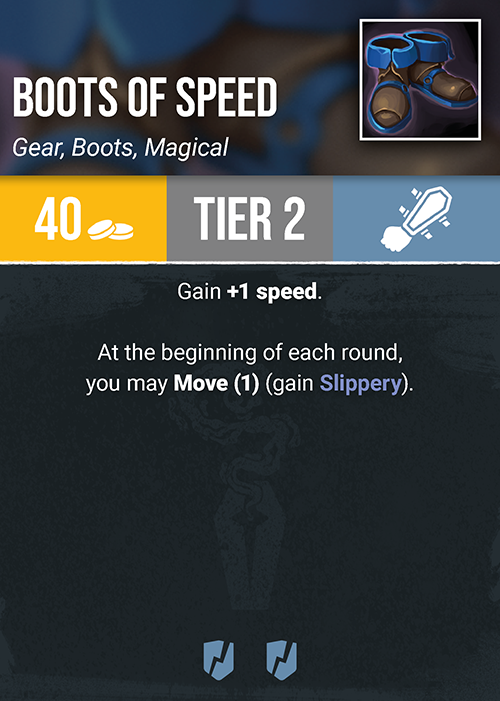 BOOTS OF SPEED
Gear, Boots, Magical
40
TIER 2
Gain +1 speed.
At the beginning of each round,
you may Move (1) (gain Slippery).